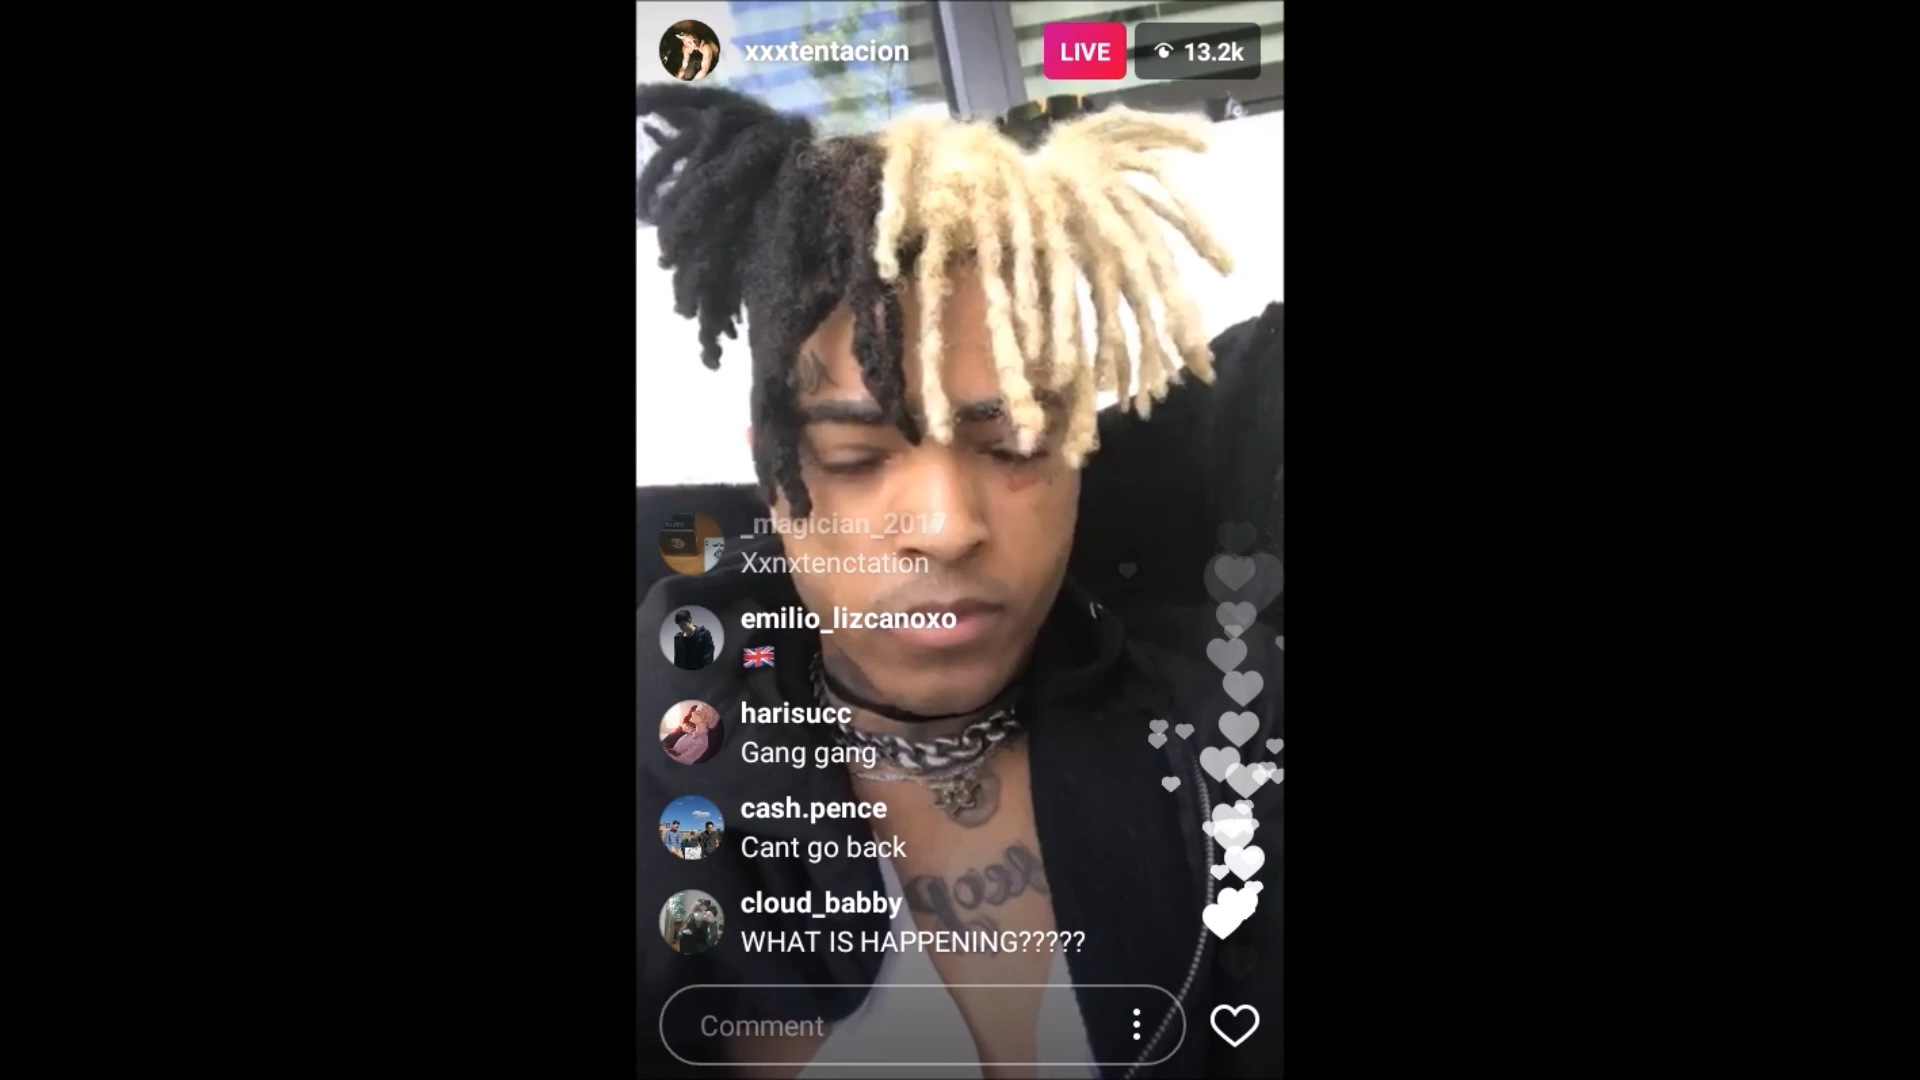 xxxtentacion
LIVE
13.2k
_magician_2017
Xxnxtenctation
emilio_lizcanoxo
🇬🇧
harisucc
Gang gang
cash.pence
Cant go back
cloud_babby
WHAT IS HAPPENING?????
Comment